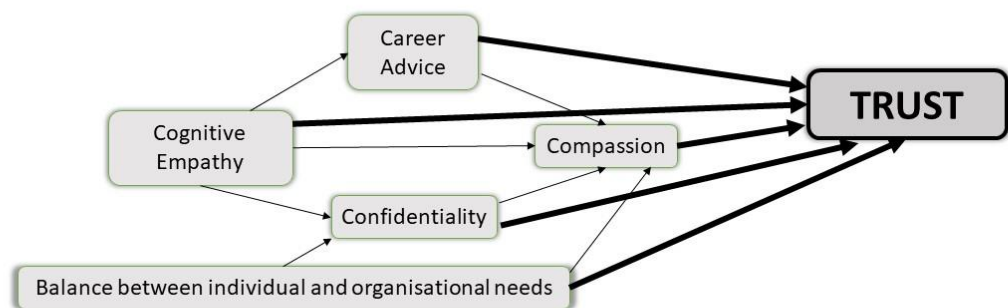 Career
Advice
TRUST
Cognitive
Empathy
Compassion
Confidentiality
Balance between individual and organisational needs